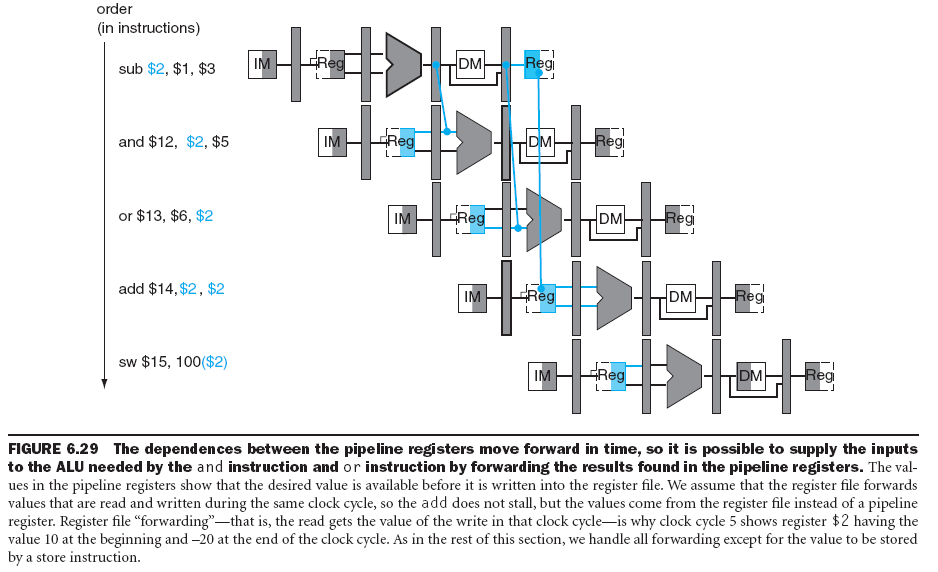 order
(in instructions)
sub $2, $1, $3
IM
Reg
DM
Reg
and $12, $2, $5
IM
Reg
DM
Reg
or $13, $6, $2
IM
Reg
DM
Reg
add $14, $2, $2
IM
Reg
DM
Reg
sw $15, 100($2)
IM
Reg
DM
Reg
FIGURE 6.29 The dependences between the pipeline registers move forward in time, so it is possible to supply the inputs
to the ALU needed by the and instruction and or instruction by forwarding the results found in the pipeline registers. The val-
ues in the pipeline registers show that the desired value is available before it is written into the register file. We assume that the register file forwards
values that are read and written during the same clock cycle, so the add does not stall, but the values come from the register file instead of a pipeline
register. Register file “forwarding”—that is, the read gets the value of the write in that clock cycle—is why clock cycle 5 shows register $2 having the
value 10 at the beginning and –20 at the end of the clock cycle. As in the rest of this section, we handle all forwarding except for the value to be stored
by a store instruction.